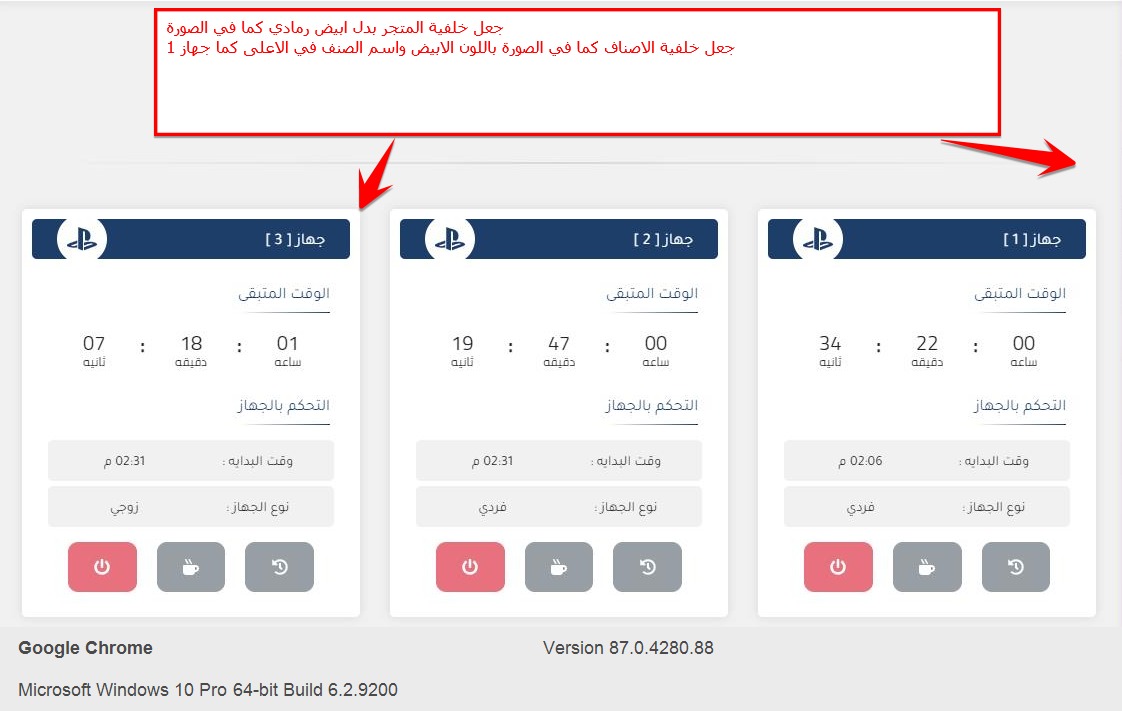 جعل خلفية المتجر بدل ابيض رمادي كما في الصورة
جعل خلفية الاصناف كما في الصورة باللون الابيض واسم الصنف في الاعلى كما جهاز 1
جهاز [ 1 ]
الوقت المتبقى
00 : 22 : 34
ساعه دقيقه ثانيه
التحكم بالجهاز
وقت البدايه : 02:06 م
نوع الجهاز : فردي
جهاز [ 2 ]
الوقت المتبقى
00 : 47 : 19
ساعه دقيقه ثانيه
التحكم بالجهاز
وقت البدايه : 02:31 م
نوع الجهاز : فردي
جهاز [ 3 ]
الوقت المتبقى
01 : 18 : 07
ساعه دقيقه ثانيه
التحكم بالجهاز
وقت البدايه : 02:31 م
نوع الجهاز : زوجي
Google Chrome Version 87.0.4280.88
Microsoft Windows 10 Pro 64-bit Build 6.2.9200